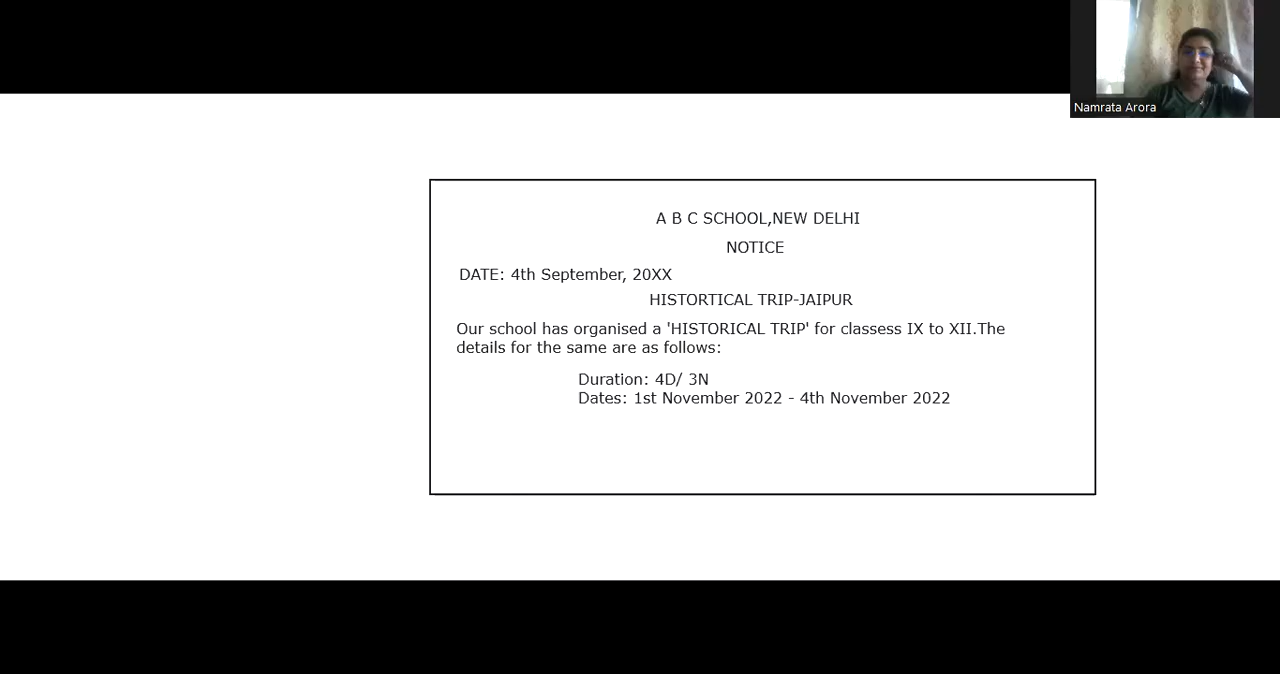 Namrata Arora
A B C SCHOOL,NEW DELHI
NOTICE
DATE: 4th September, 20XX
HISTORTICAL TRIP-JAIPUR
Our school has organised a 'HISTORICAL TRIP' for classess IX to XII.The
details for the same are as follows:
Duration: 4D/ 3N
Dates: 1st November 2022 - 4th November 2022